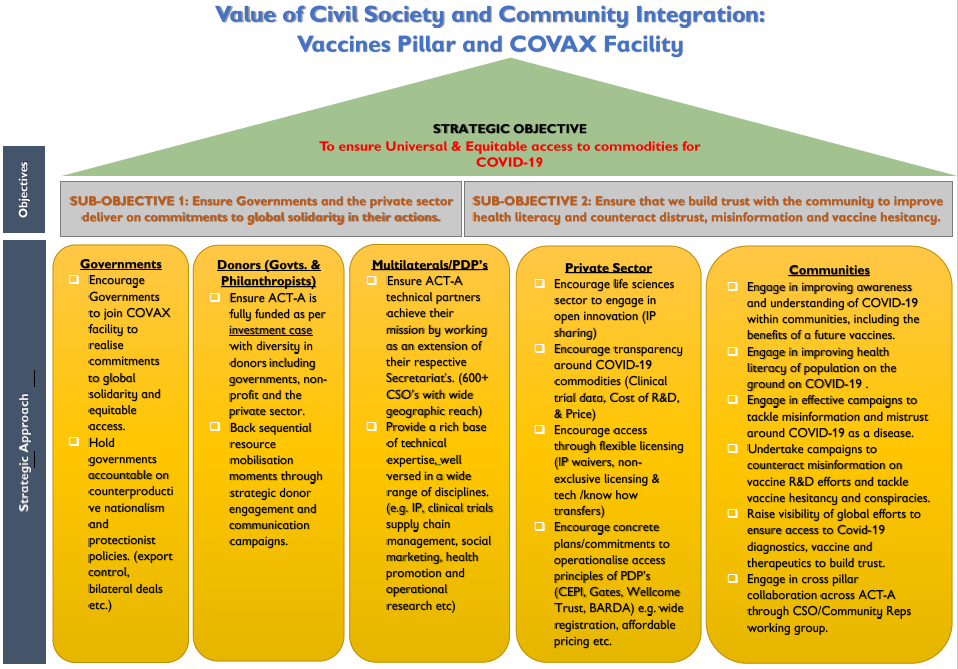 Value of Civil Society and Community Integration:
Vaccines Pillar and COVAX Facility
STRATEGIC OBJECTIVE
To ensure Universal & Equitable access to commodities for
COVID-19
Objectives
SUB-OBJECTIVE 1: Ensure Governments and the private sector
deliver on commitments to global solidarity in their actions.
SUB-OBJECTIVE 2: Ensure that we build trust with the community to improve
health literacy and counteract distrust, misinformation and vaccine hesitancy.
Strategic Approach
Governments
Encourage
Governments
to join COVAX
facility to
realise
commitments
to global
solidarity and
equitable
access.
Hold
governments
accountable on
counterproducti
ve nationalism
and
protectionist
policies. (export
control,
bilateral deals
etc.)
Donors (Govts. &
Philanthropists)
Ensure ACT-A is
fully funded as per
investment case
with diversity in
donors including
governments, non-
profit and the
private sector.
Back sequential
resource
mobilisation
moments through
strategic donor
engagement and
communication
campaigns.
Multilaterals/PDP's
Ensure ACT-A
technical partners
achieve their
mission by working
as an extension of
their respective
Secretariat's. (600+
CSO's with wide
geographic reach)
Provide a rich base
of technical
expertise, well
versed in a wide
range of disciplines.
(e.g. IP, clinical trials
supply chain
management, social
marketing, health
promotion and
operational
research etc)
Private Sector
Encourage life sciences
sector to engage in
open innovation (IP
sharing)
Encourage transparency
around COVID-19
commodities (Clinical
trial data, Cost of R&D,
& Price)
Encourage access
through flexible licensing
(IP waivers, non-
exclusive licensing &
tech /know how
transfers)
Encourage concrete
plans/commitments to
operationalise access
principles of PDP's
(CEPI, Gates, Wellcome
Trust, BARDA) e.g. wide
registration, affordable
pricing etc.
Communities
Engage in improving awareness
and understanding of COVID-19
within communities, including the
benefits of a future vaccines.
Engage in improving health
literacy of population on the
ground on COVID-19 .
Engage in effective campaigns to
tackle misinformation and mistrust
around COVID-19 as a disease.
Undertake campaigns to
counteract misinformation on
vaccine R&D efforts and tackle
vaccine hesitancy and conspiracies.
Raise visibility of global efforts to
ensure access to Covid-19
diagnostics, vaccine and
therapeutics to build trust.
Engage in cross pillar
collaboration across ACT-A
through CSO/Community Reps
working group.